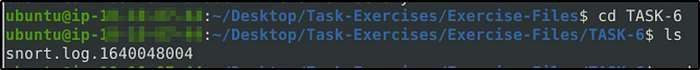 ubuntu@ip-1:~/Desktop/Task-Exercises/Exercise-Files$ cd TASK-6
ubuntu@ip-1:~/Desktop/Task-Exercises/Exercise-Files/TASK-6$ ls
snort.log.1640048004